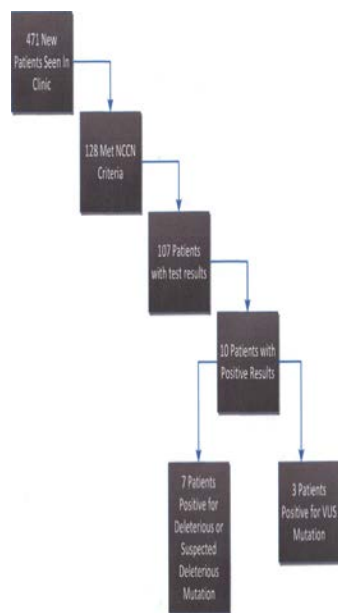 471 New
Patients Seen In
Clinic
128 Met NCCN
Criteria
107 Patients
with test results
10 Patients with
Positive Results
7 Patients
Positive for
Deleterious or
Suspected
Deleterious
Mutation
3 Patients
Positive for VUS
Mutation